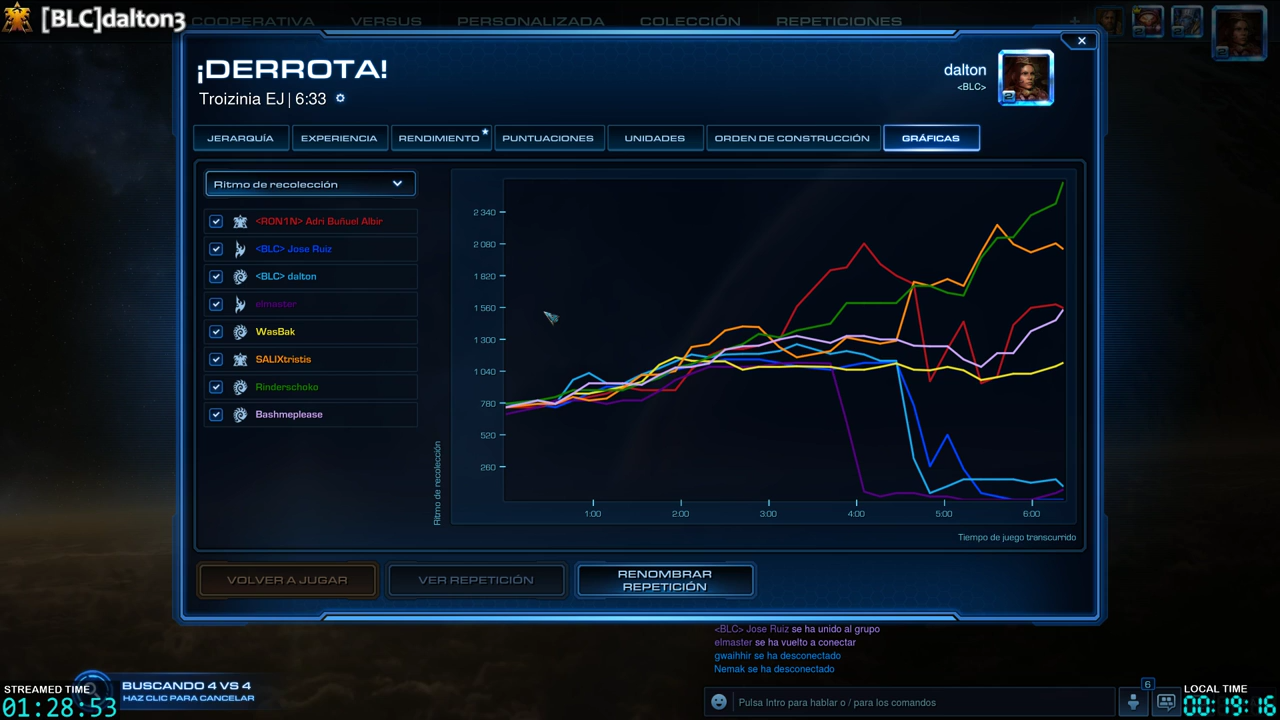 [BLC]dalton3
COOPERATIVA VERSUS PERSONALIZADA COLECCIÓN REPETICIONES
¡DERROTA!
Troizinia EJ | 6:33
dalton
<BLC>
JERARQUÍA EXPERIENCIA RENDIMIENTO PUNTUACIONES UNIDADES ORDEN DE CONSTRUCCIÓN GRÁFICAS
Ritmo de recolección
<RON1N> Adri Buñuel Albir
<BLC> Jose Ruiz
<BLC> dalton
elmaster
WasBak
SALIXtristis
Rinderschoko
Bashmeplease
Ritmo de recolección
2 340
2 080
1 820
1 560
1 300
1 040
780
520
260
1:00 2:00 3:00 4:00 5:00 6:00
Tiempo de juego transcurrido
VOLVER A JUGAR
VER REPETICIÓN
RENOMBRAR
REPETICIÓN
<BLC> Jose Ruiz se ha unido al grupo
elmaster se ha vuelto a conectar
gwaihhir se ha desconectado
Nemak se ha desconectado
BUSCANDO 4 VS 4
HAZ CLIC PARA CANCELAR
Pulsa Intro para hablar o / para los comandos
6
STREAMED TIME
01:28:53
LOCAL TIME
00:19:16